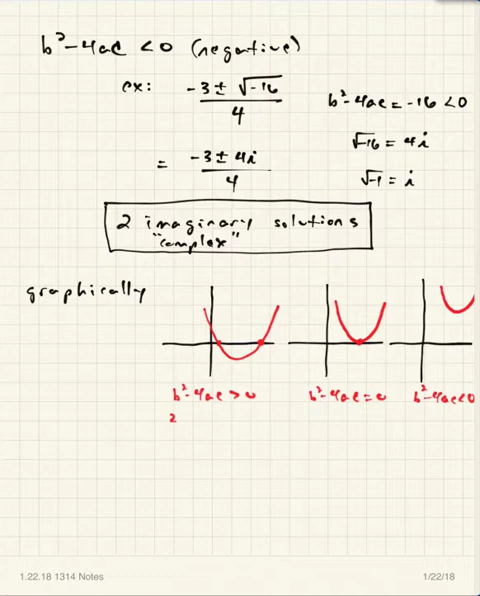 b²-4ac < 0 (negative)
ex: (-3 ± √-16)/4
b²-4ac = -16 < 0
√-16 = 4i
= (-3 ± 4i)/4
√-1 = i
2 imaginary solutions
"complex"
graphically
b²-4ac > 0 b²-4ac = 0 b²-4ac < 0
2
1.22.18 1314 Notes 1/22/18